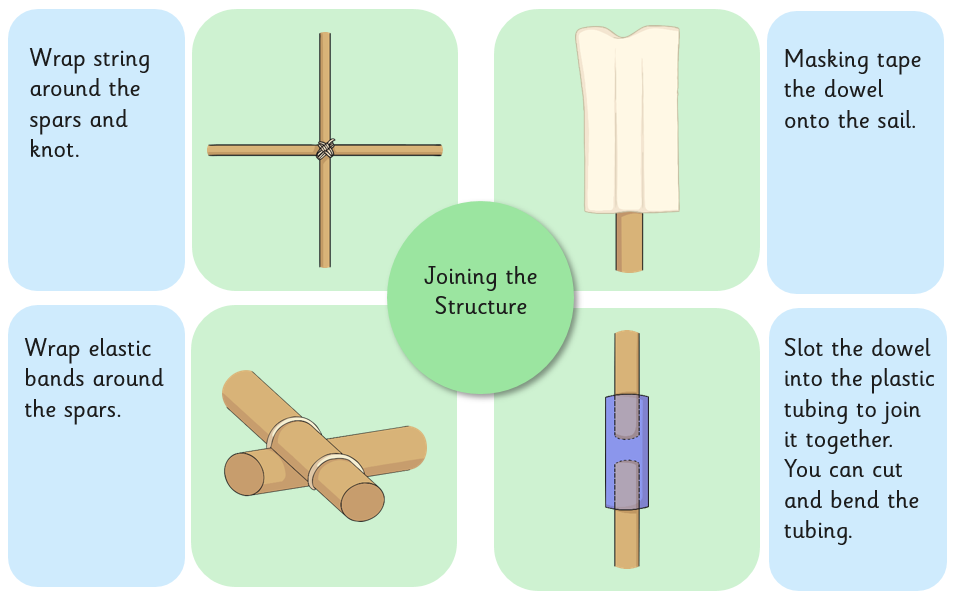 Wrap string
around the
spars and
knot.
Masking tape
the dowel
onto the sail.
Joining the
Structure
Wrap elastic
bands around
the spars.
Slot the dowel
into the plastic
tubing to join
it together.
You can cut
and bend the
tubing.